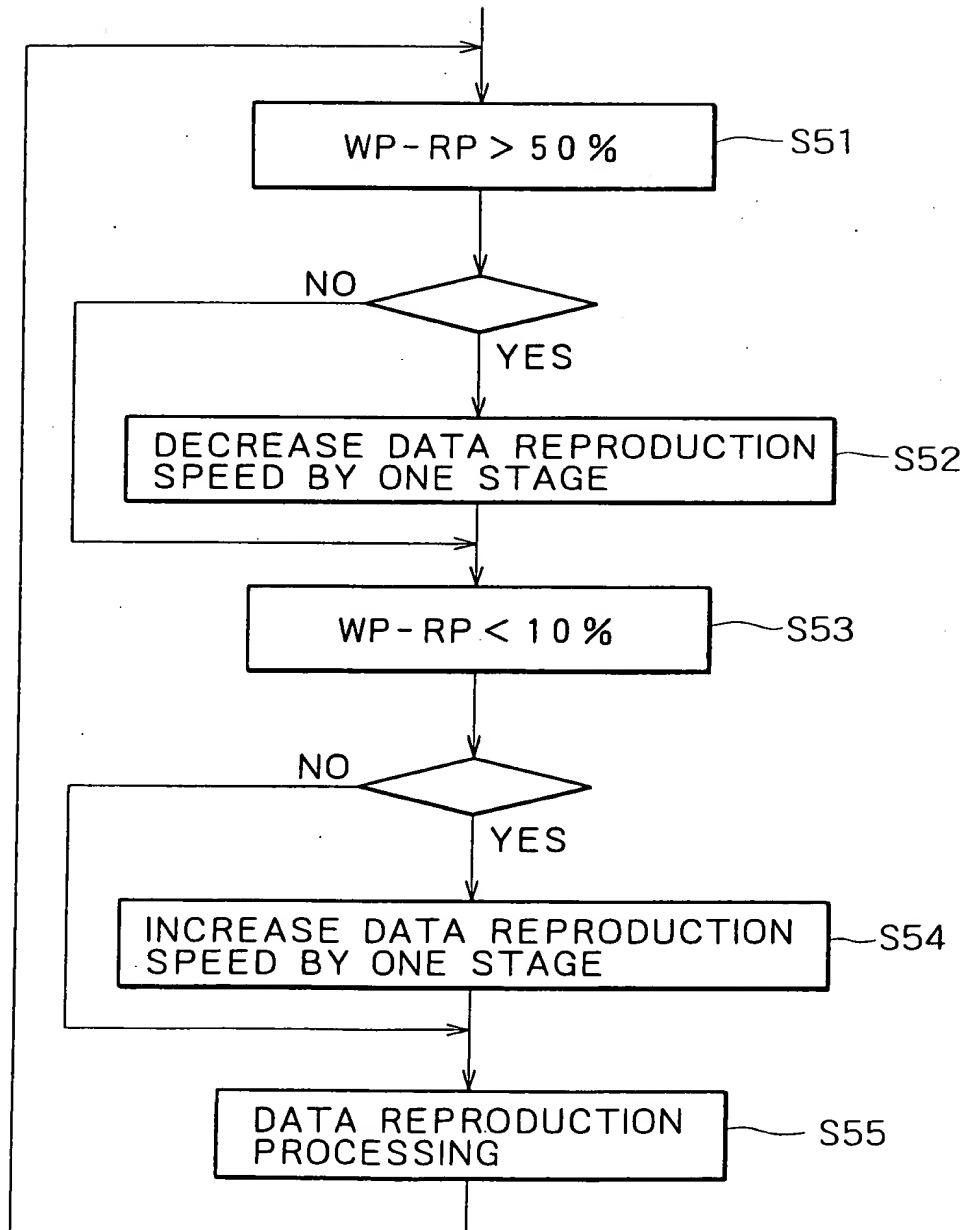 WP-RP > 50%
S51
NO
YES
DECREASE DATA REPRODUCTION
SPEED BY ONE STAGE
S52
WP-RP < 10%
S53
NO
YES
INCREASE DATA REPRODUCTION
SPEED BY ONE STAGE
S54
DATA REPRODUCTION
PROCESSING
S55